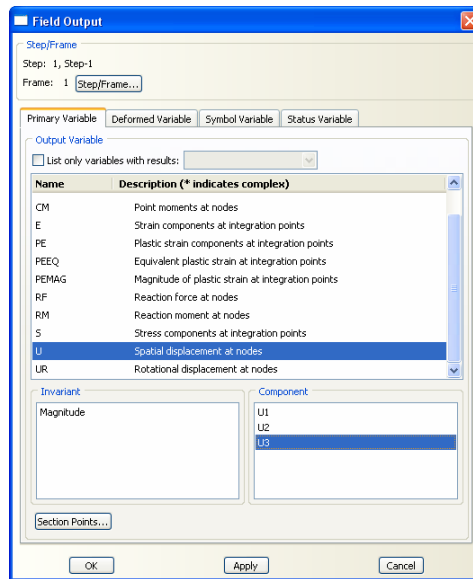 Field Output
Step/Frame
Step: 1, Step-1
Frame: 1 Step/Frame...
Primary Variable Deformed Variable Symbol Variable Status Variable
Output Variable
List only variables with results:
Name Description (* indicates complex)
CM Point moments at nodes
E Strain components at integration points
PE Plastic strain components at integration points
PEEQ Equivalent plastic strain at integration points
PEMAG Magnitude of plastic strain at integration points
RF Reaction force at nodes
RM Reaction moment at nodes
S Stress components at integration points
U Spatial displacement at nodes
UR Rotational displacement at nodes
Invariant Component
Magnitude U1
U2
U3
Section Points...
OK Apply Cancel